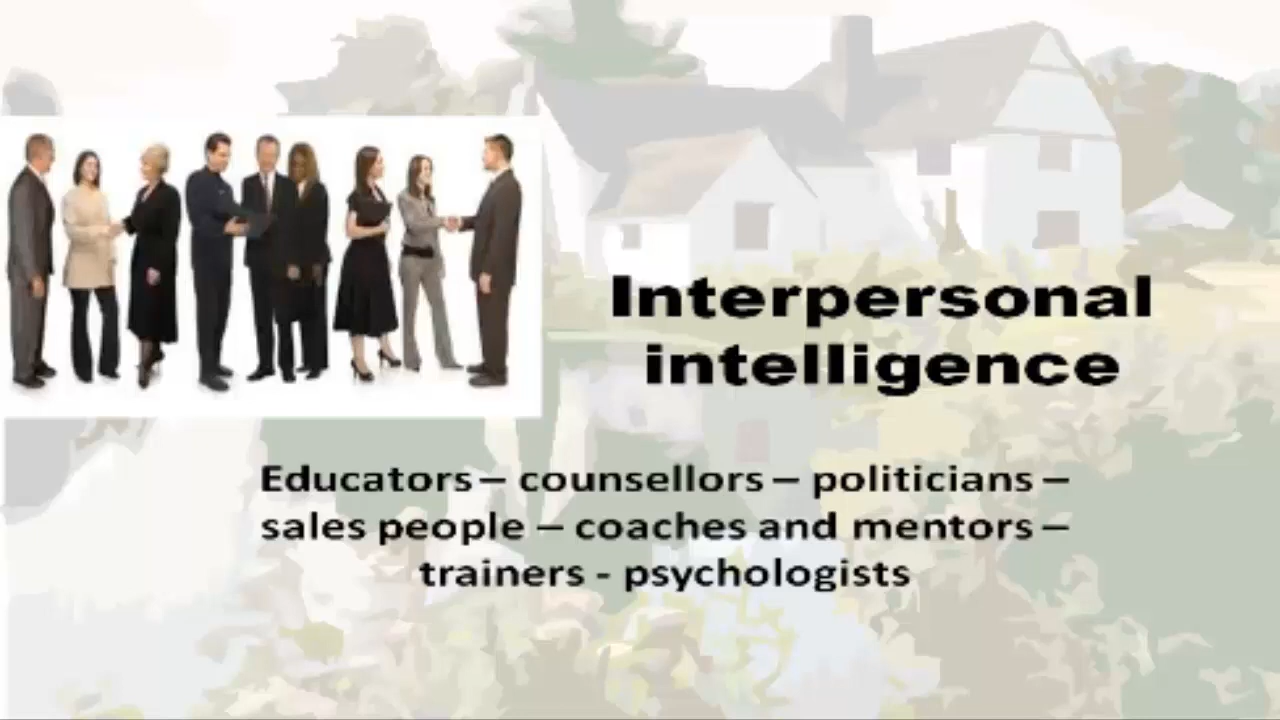 Interpersonal
intelligence
Educators – counsellors – politicians –
sales people – coaches and mentors –
trainers - psychologists